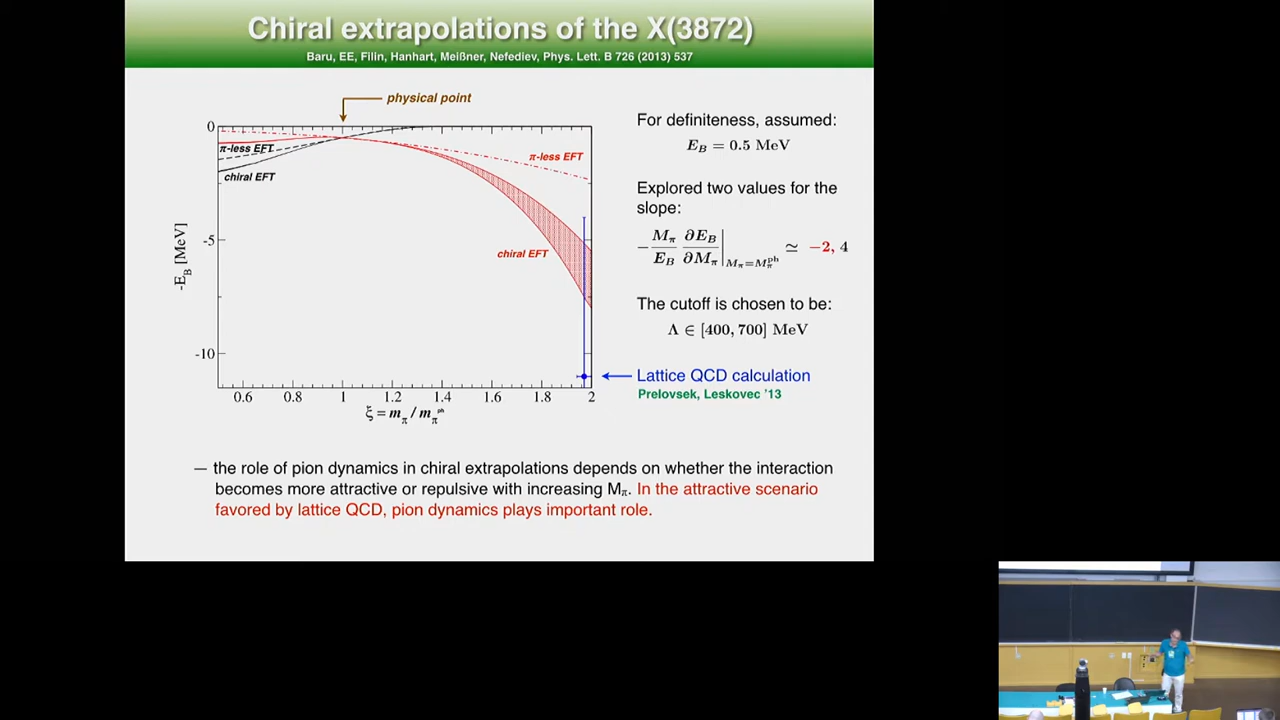 Chiral extrapolations of the X(3872)
Baru, EE, Filin, Hanhart, Meißner, Nefediev, Phys. Lett. B 726 (2013) 537
physical point
0
-5
-10
-E_B [MeV]
π-less EFT
chiral EFT
π-less EFT
chiral EFT
0.6 0.8 1 1.2 1.4 1.6 1.8 2
ξ = m_π / m_π^ph
For definiteness, assumed:
E_B = 0.5 MeV
Explored two values for the
slope:
− M_π/E_B ∂E_B/∂M_π |_{M_π=M_π^ph} ≃ −2, 4
The cutoff is chosen to be:
Λ ∈ [400, 700] MeV
Lattice QCD calculation
Prelovsek, Leskovec '13
— the role of pion dynamics in chiral extrapolations depends on whether the interaction
becomes more attractive or repulsive with increasing Mπ. In the attractive scenario
favored by lattice QCD, pion dynamics plays important role.